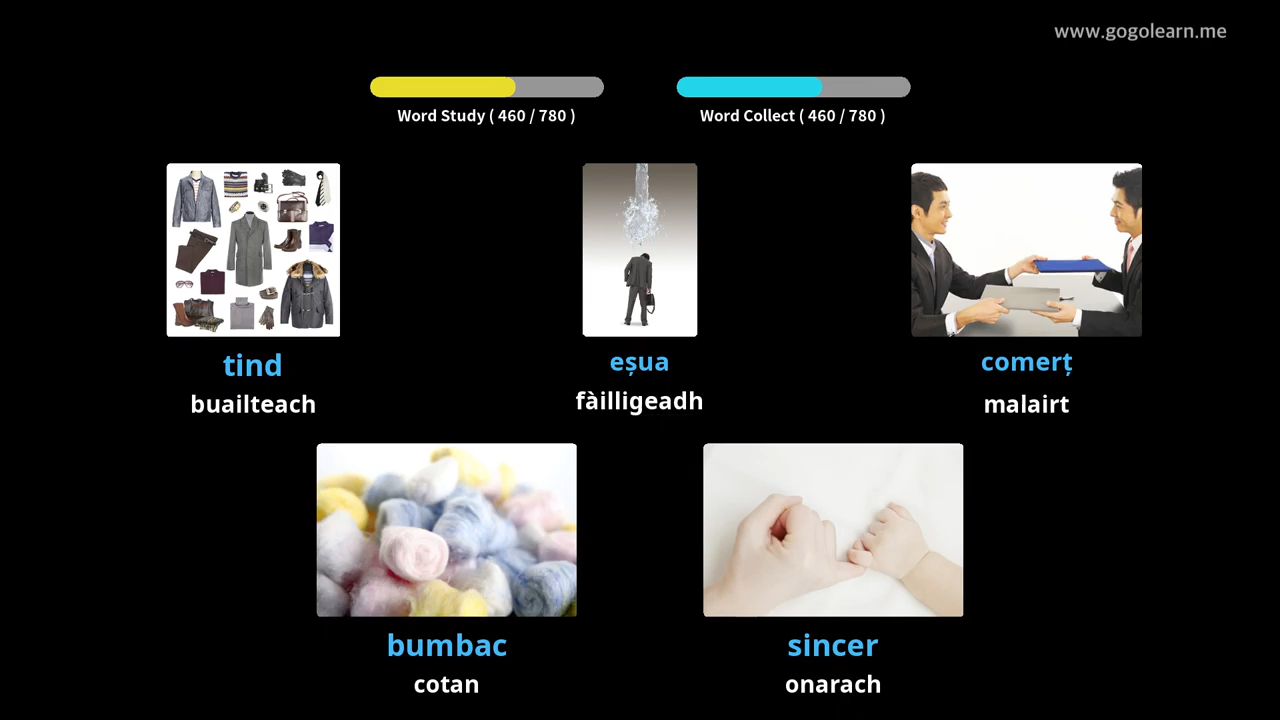 www.gogolearn.me
Word Study ( 460 / 780 )
Word Collect ( 460 / 780 )
tind
buailteach
eșua
fàilligeadh
comerț
malairt
bumbac
cotan
sincer
onarach